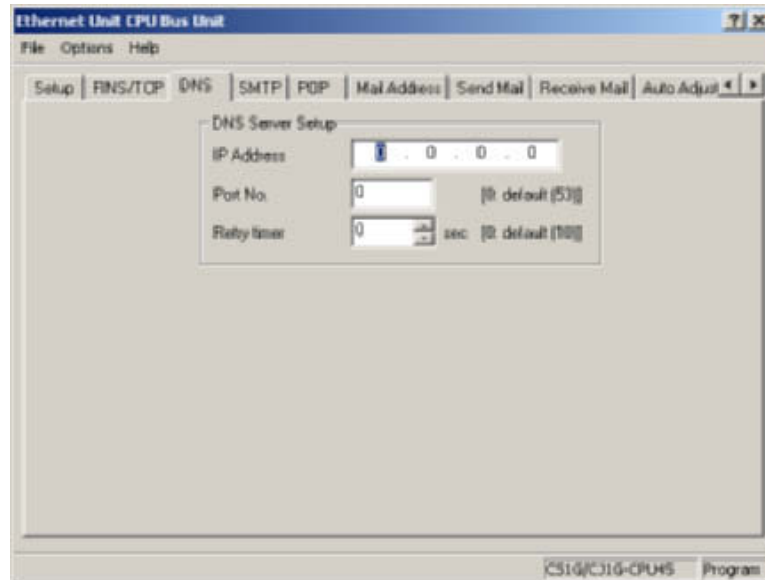 Ethernet Unit CPU Bus Unit
File Options Help
Setup FINS/TCP DNS SMTP POP Mail Address Send Mail Receive Mail Auto Adjust
DNS Server Setup
IP Address 0 . 0 . 0 . 0
Port No. 0 [0: default (53)]
Retry timer 0 sec [0: default (10)]
CS1G/CJ1G-CPU45 Program